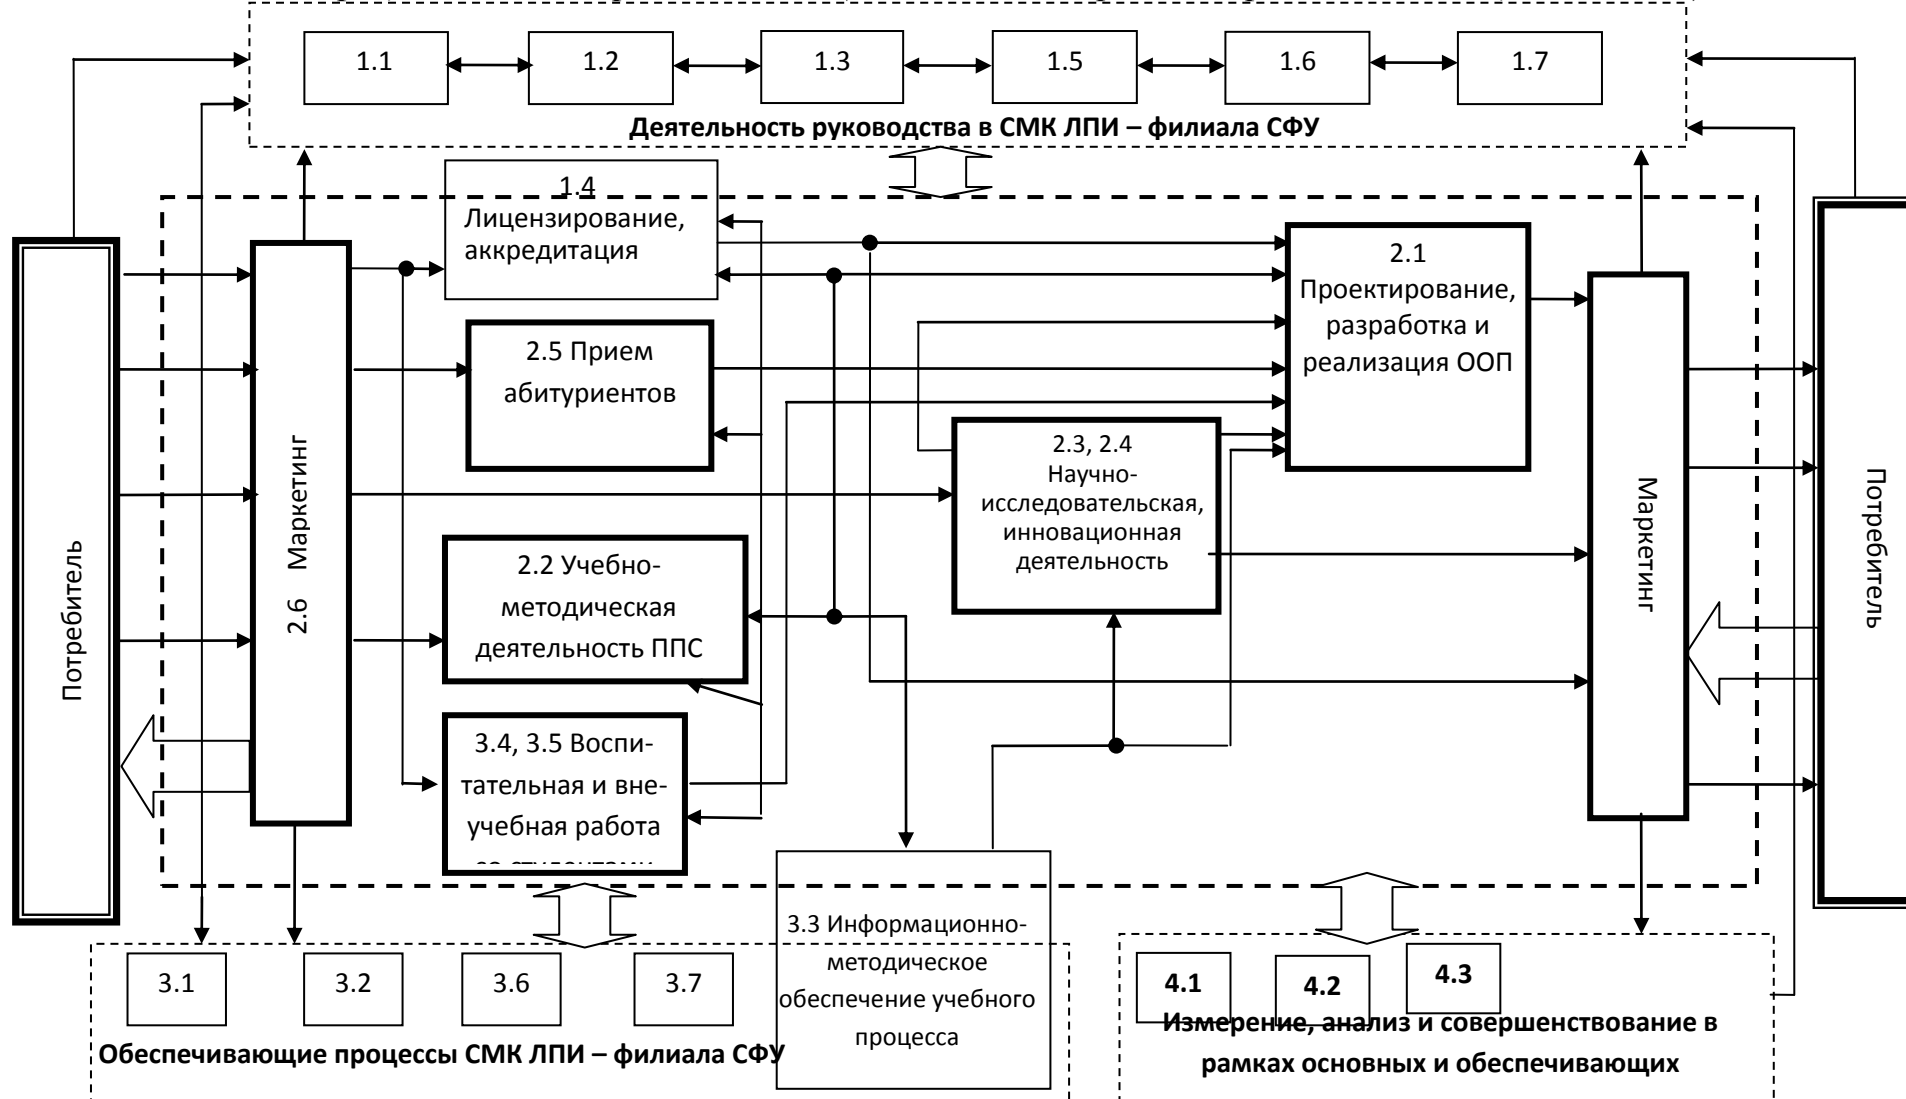 1.1
1.2
1.3
1.5
1.6
1.7
Деятельность руководства в СМК ЛПИ – филиала СФУ
1.4
Лицензирование,
аккредитация
2.1
Проектирование,
разработка и
реализация ООП
2.5 Прием
абитуриентов
2.3, 2.4
Научно-
исследовательская,
инновационная
деятельность
2.2 Учебно-
методическая
деятельность ППС
3.4, 3.5 Воспи-
тательная и вне-
учебная работа
со студентами
Потребитель
2.6 Маркетинг
Маркетинг
Потребитель
3.3 Информационно-
методическое
обеспечение учебного
процесса
3.1
3.2
3.6
3.7
Обеспечивающие процессы СМК ЛПИ – филиала СФУ
4.1
4.2
4.3
Измерение, анализ и совершенствование в
рамках основных и обеспечивающих